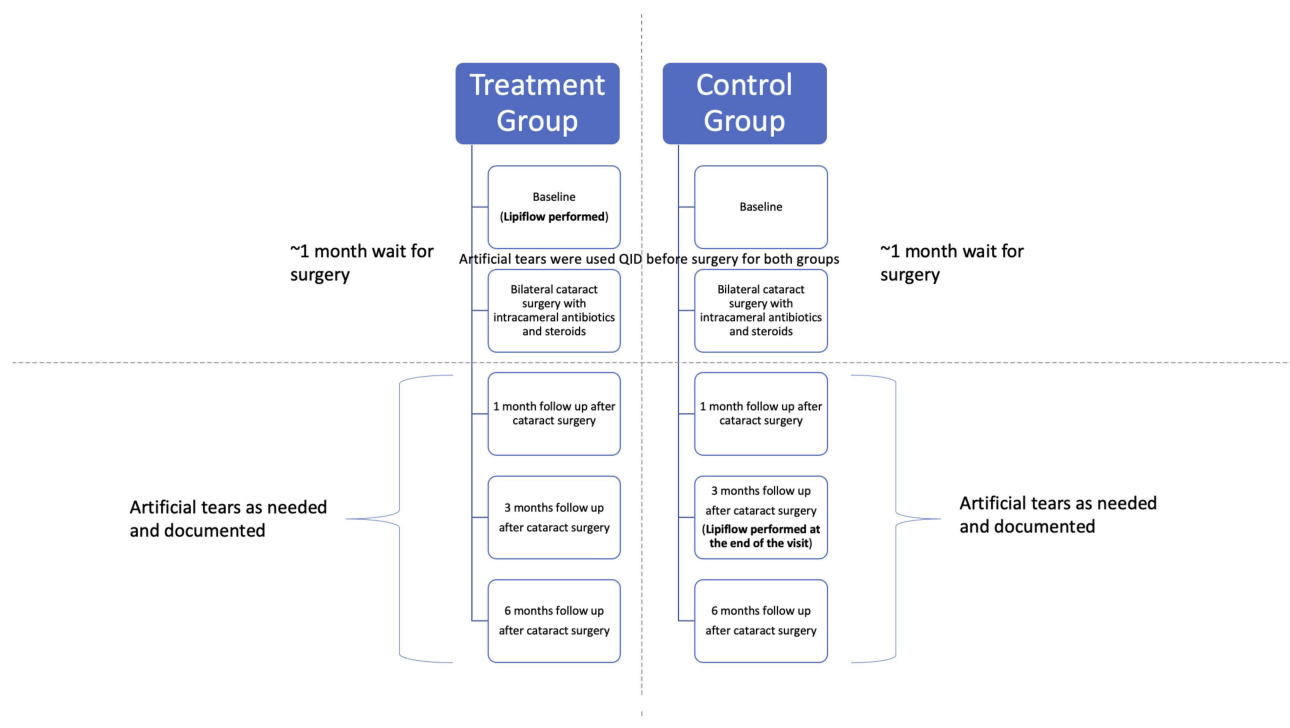 Treatment
Group
Control
Group
Baseline
(Lipiflow performed)
Baseline
~1 month wait for
surgery
Artificial tears were used QID before surgery for both groups
~1 month wait for
surgery
Bilateral cataract
surgery with
intracameral antibiotics
and steroids
Bilateral cataract
surgery with
intracameral antibiotics
and steroids
1 month follow up after
cataract surgery
1 month follow up after
cataract surgery
Artificial tears as needed
and documented
3 months follow up
after cataract surgery
3 months follow up
after cataract surgery
(Lipiflow performed at
the end of the visit)
Artificial tears as needed
and documented
6 months follow up
after cataract surgery
6 months follow up
after cataract surgery